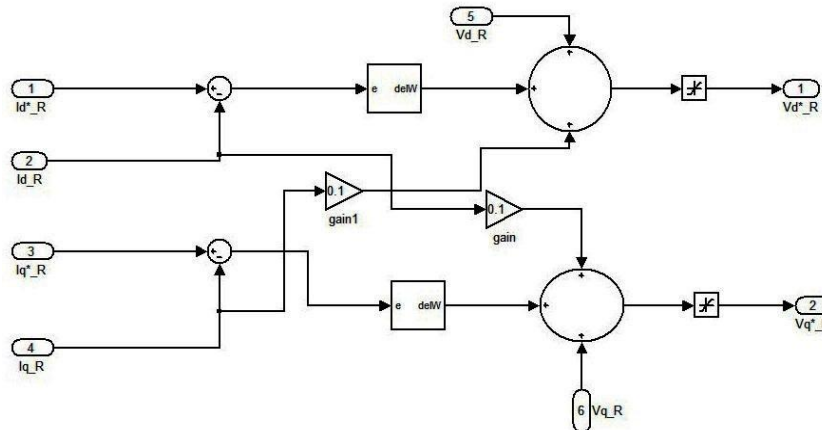 5
Vd_R
+
1
Id*_R
+
-
e delW
+
+
1
Vd*_R
2
Id_R
0.1
gain1
0.1
gain
3
Iq*_R
+
-
e delW
+
+
+
2
Vq*_
4
Iq_R
6 Vq_R